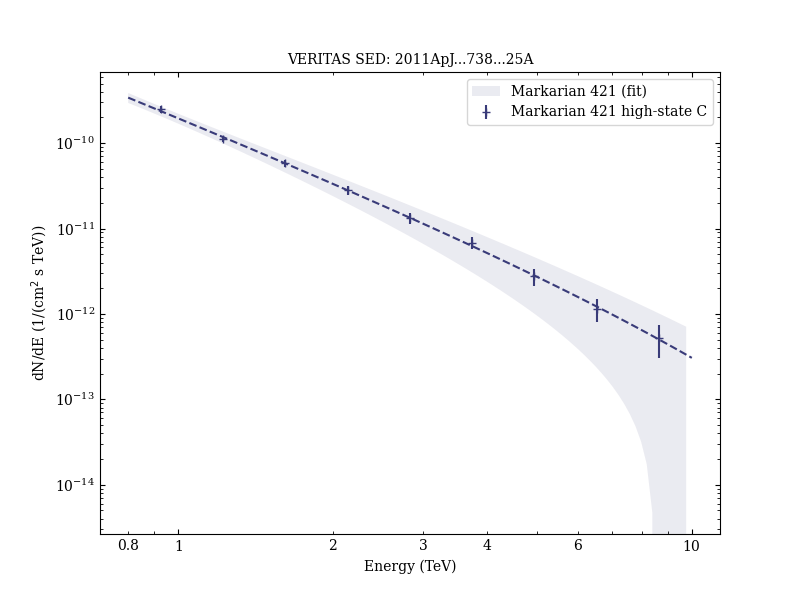 VERITAS SED: 2011ApJ...738...25A
Markarian 421 (fit)
Markarian 421 high-state C
dN/dE (1/(cm² s TeV))
10⁻¹⁰
10⁻¹¹
10⁻¹²
10⁻¹³
10⁻¹⁴
0.8 1 2 3 4 6 10
Energy (TeV)